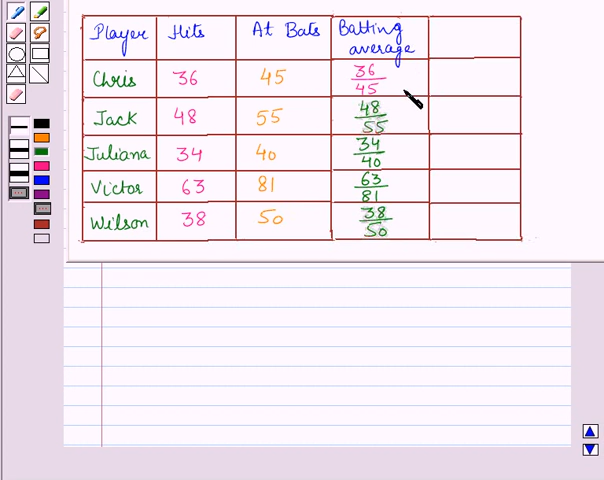 Player Hits At Bats Batting average
Chris 36 45 36/45
Jack 48 55 48/55
Juliana 34 40 34/40
Victor 63 81 63/81
Wilson 38 50 38/50